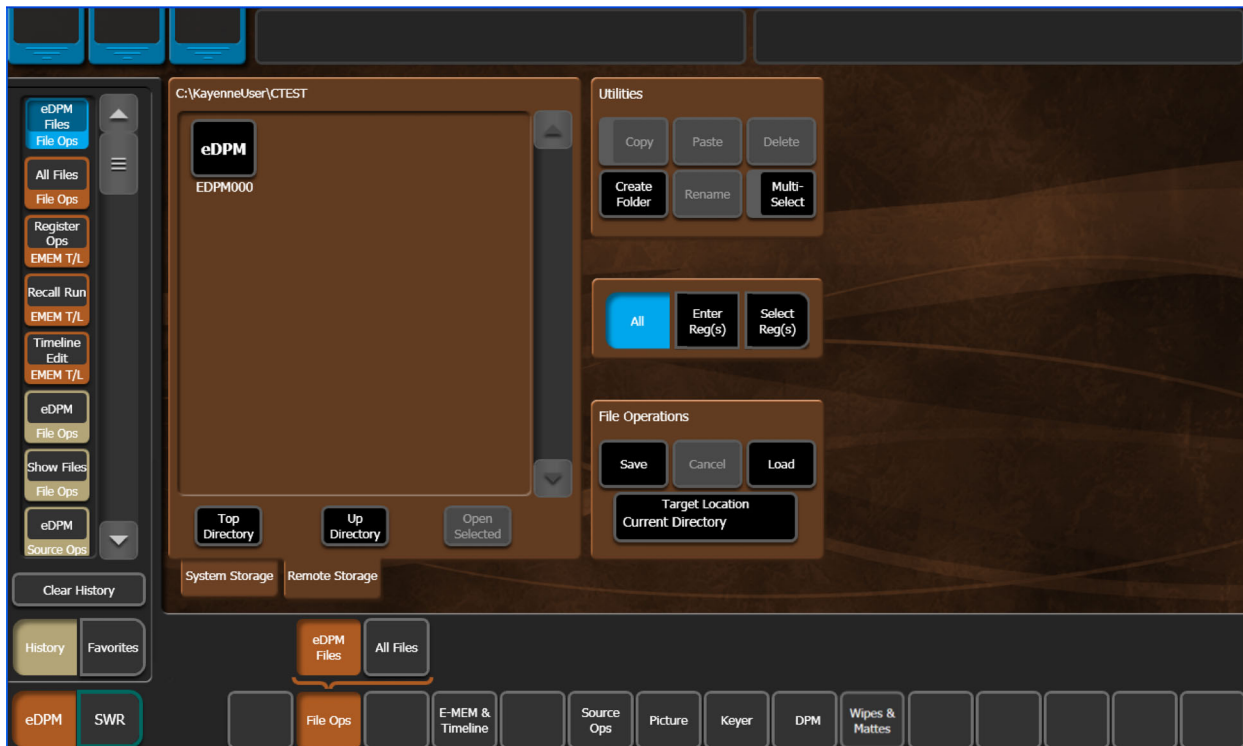 C:\KayenneUser\CTEST
Utilities
eDPM
Files
File Ops
All Files
File Ops
Register
Ops
EMEM T/L
Recall Run
EMEM T/L
Timeline
Edit
EMEM T/L
eDPM
File Ops
Show Files
File Ops
eDPM
Source Ops
Clear History
History
Favorites
eDPM
SWR
eDPM
EDPM000
Top
Directory
Up
Directory
Open
Selected
System Storage
Remote Storage
Copy
Paste
Delete
Create
Folder
Rename
Multi-
Select
All
Enter
Reg(s)
Select
Reg(s)
File Operations
Save
Cancel
Load
Target Location
Current Directory
eDPM
Files
All Files
File Ops
E-MEM &
Timeline
Source
Ops
Picture
Keyer
DPM
Wipes &
Mattes